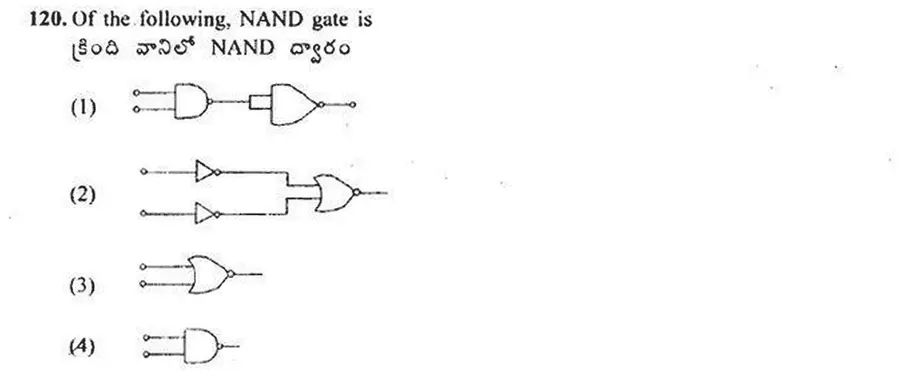 120. Of the following, NAND gate is
క్రింది వానిలో NAND ద్వారం
(1)
(2)
(3)
(4)